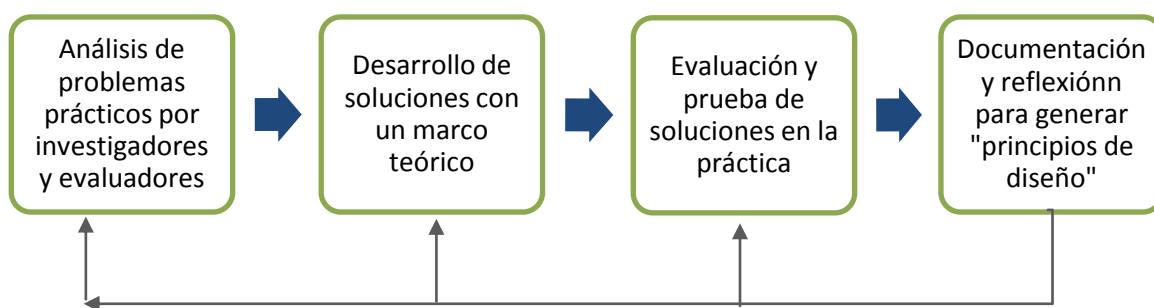 Análisis de
problemas
prácticos por
investigadores
y evaluadores
Desarrollo de
soluciones con
un marco
teórico
Evaluación y
prueba de
soluciones en la
práctica
Documentación
y reflexiónn
para generar
"principios de
diseño"